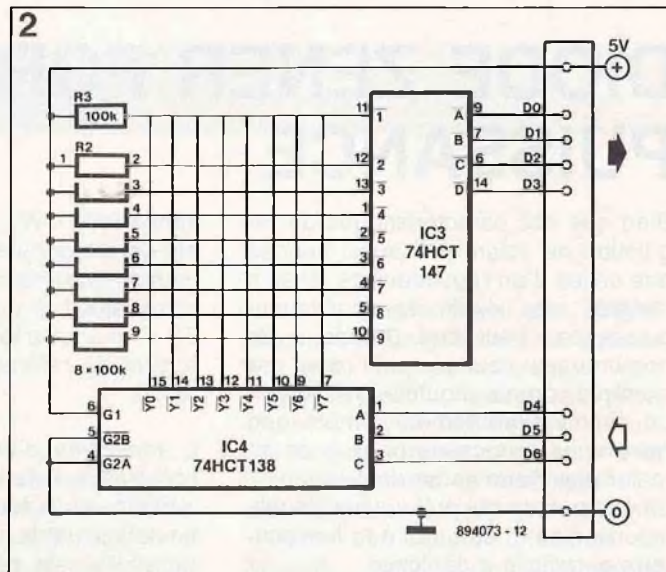 2
5V
+
R3
100k
11
1
A
9
D0
B
7
D1
R2
1
2
12
2
C
6
D2
3
13
3
D
14
D3
4
1
4
5
2
5
IC3
74HCT
147
6
3
6
7
4
7
8
5
8
9
10
9
8 × 100k
15 14 13 12 11 10 9 7
Y0 Y1 Y2 Y3 Y4 Y5 Y6 Y7
6
G1
A
1
D4
5
G2B
B
2
D5
4
G2A
C
3
D6
IC4
74HCT138
894073 • 12
0